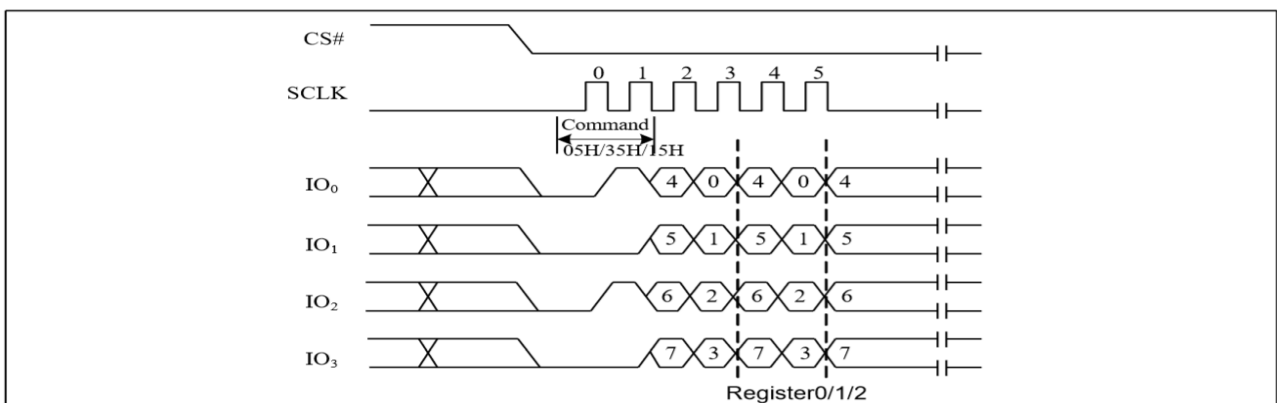 CS#
0 1 2 3 4 5
SCLK
Command
05H/35H/15H
IO₀ 4 0 4 0 4
IO₁ 5 1 5 1 5
IO₂ 6 2 6 2 6
IO₃ 7 3 7 3 7
Register0/1/2